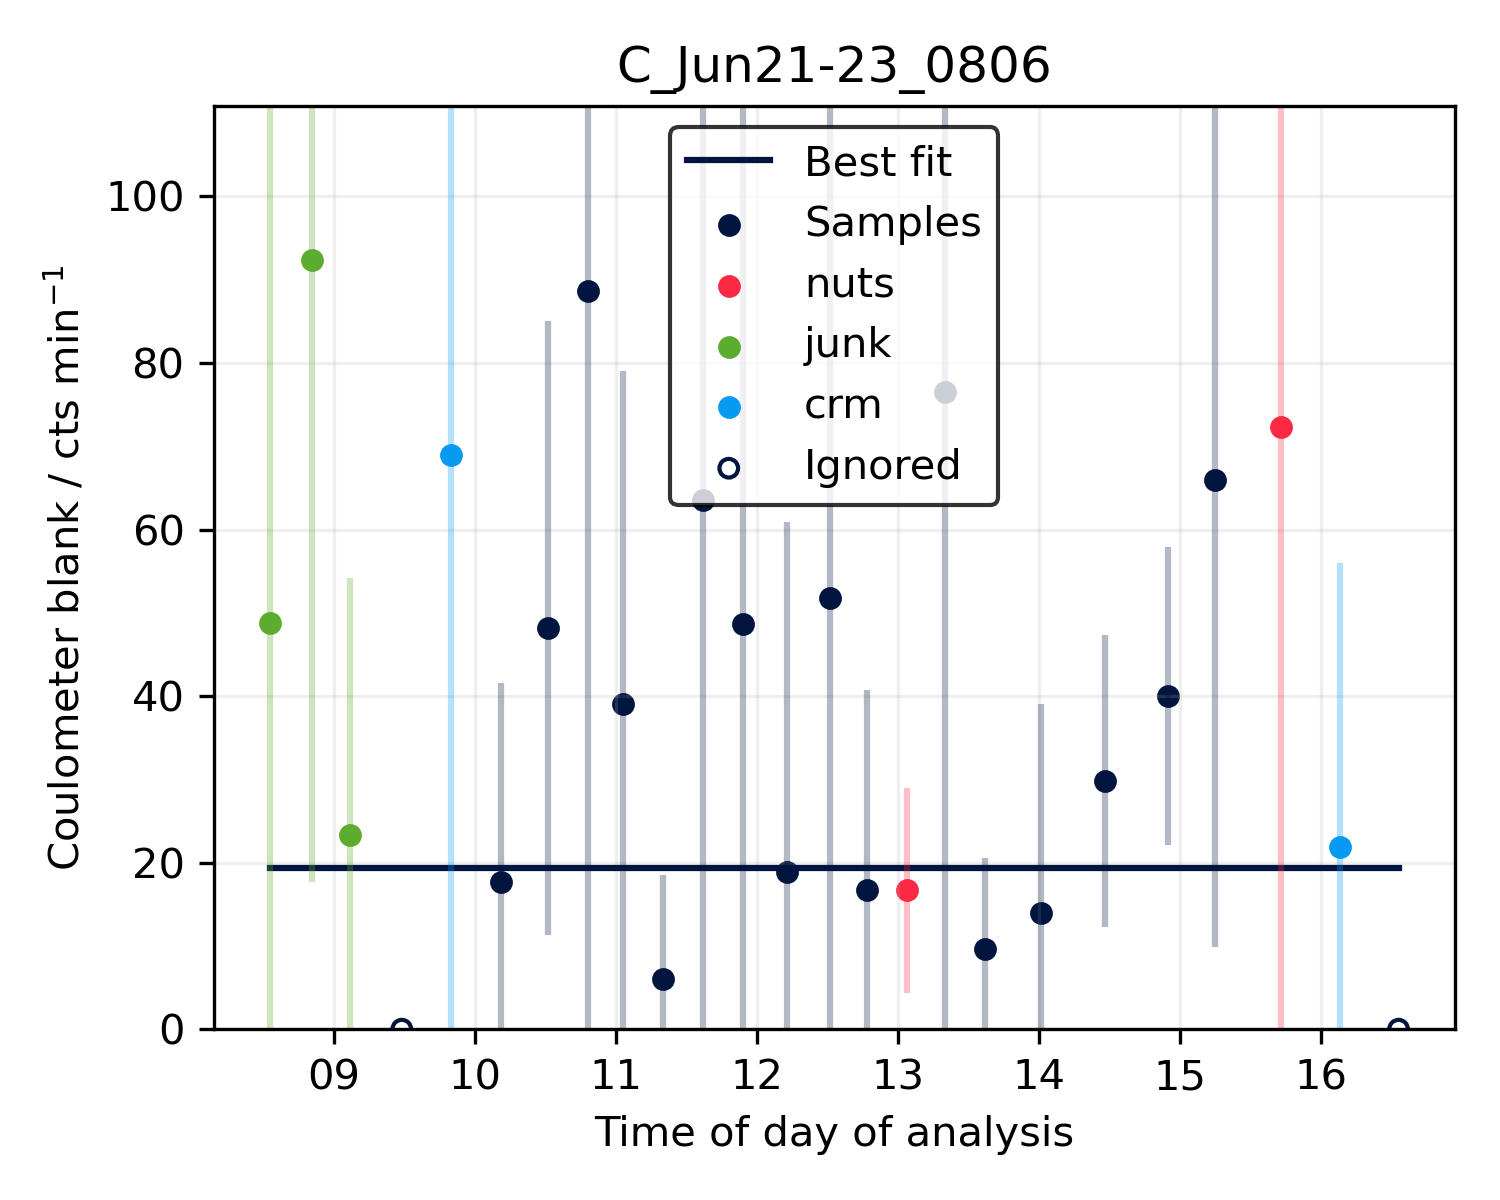 C_Jun21-23_0806
Coulometer blank / cts min⁻¹
100
80
60
40
20
0
Best fit
Samples
nuts
junk
crm
Ignored
09 10 11 12 13 14 15 16
Time of day of analysis